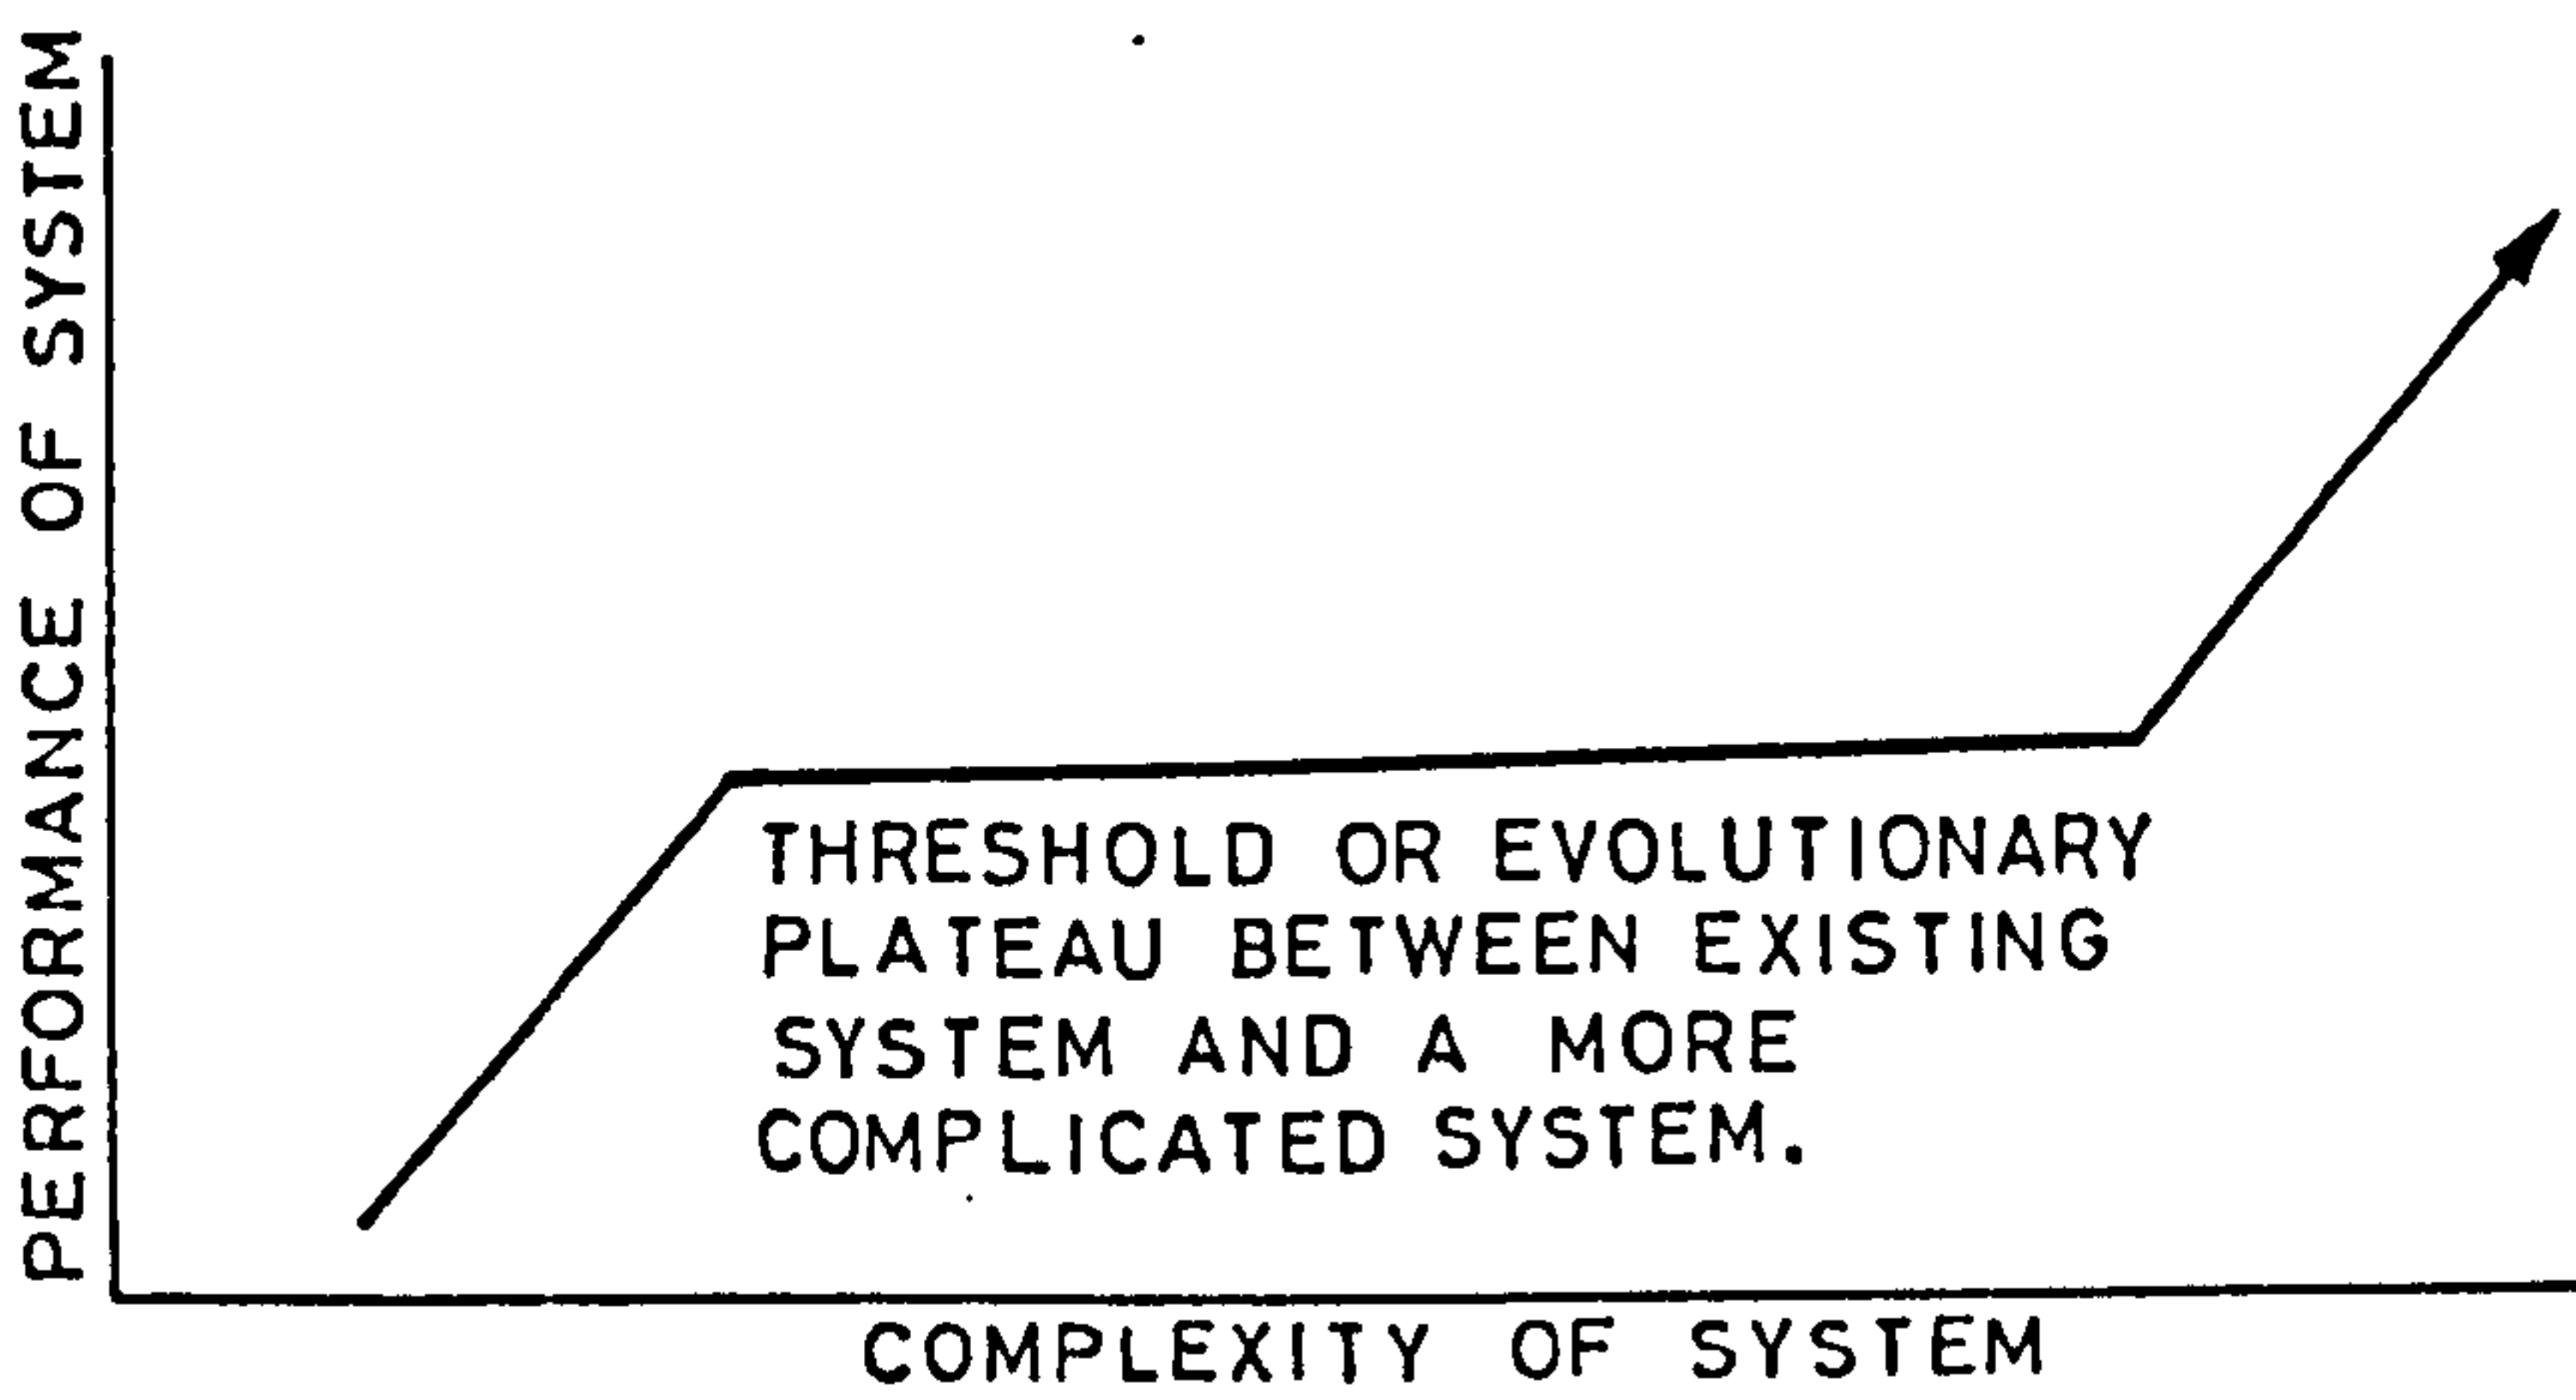 PERFORMANCE OF SYSTEM
THRESHOLD OR EVOLUTIONARY
PLATEAU BETWEEN EXISTING
SYSTEM AND A MORE
COMPLICATED SYSTEM.
COMPLEXITY OF SYSTEM